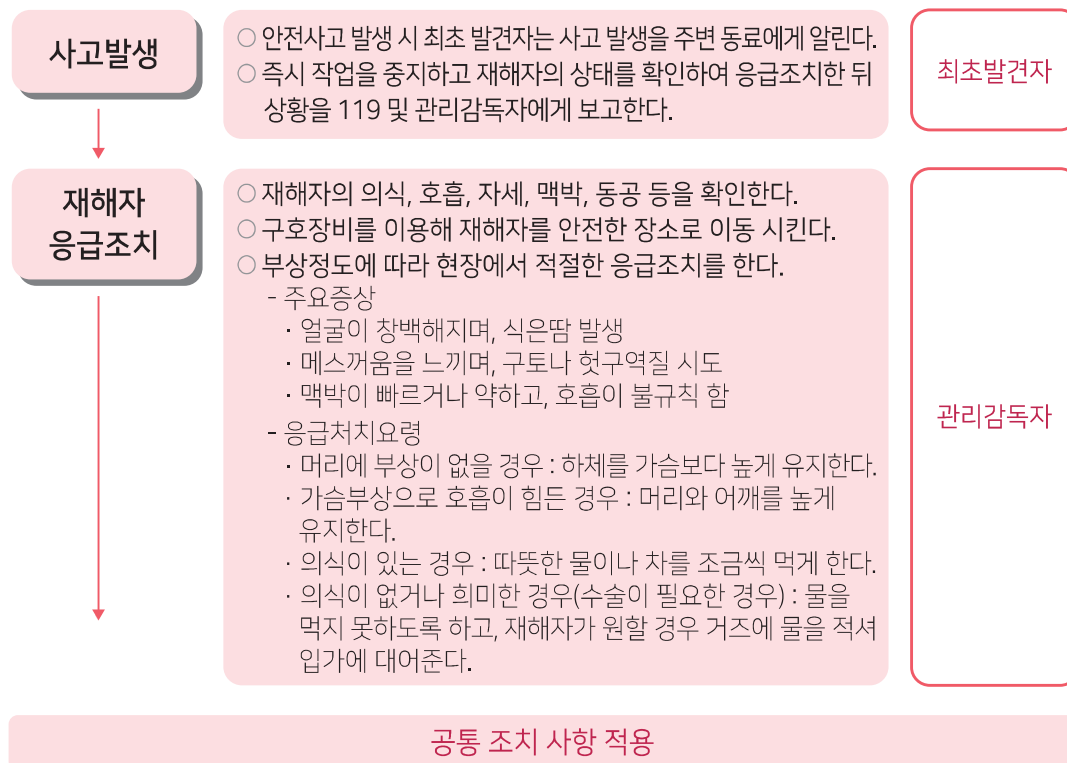 사고발생
○ 안전사고 발생 시 최초 발견자는 사고 발생을 주변 동료에게 알린다.
○ 즉시 작업을 중지하고 재해자의 상태를 확인하여 응급조치한 뒤
상황을 119 및 관리감독자에게 보고한다.
최초발견자
재해자
응급조치
○ 재해자의 의식, 호흡, 자세, 맥박, 동공 등을 확인한다.
○ 구호장비를 이용해 재해자를 안전한 장소로 이동 시킨다.
○ 부상정도에 따라 현장에서 적절한 응급조치를 한다.
- 주요증상
· 얼굴이 창백해지며, 식은땀 발생
· 메스꺼움을 느끼며, 구토나 헛구역질 시도
· 맥박이 빠르거나 약하고, 호흡이 불규칙 함
- 응급처치요령
· 머리에 부상이 없을 경우 : 하체를 가슴보다 높게 유지한다.
· 가슴부상으로 호흡이 힘든 경우 : 머리와 어깨를 높게
유지한다.
· 의식이 있는 경우 : 따뜻한 물이나 차를 조금씩 먹게 한다.
· 의식이 없거나 희미한 경우(수술이 필요한 경우) : 물을
먹지 못하도록 하고, 재해자가 원할 경우 거즈에 물을 적셔
입가에 대어준다.
관리감독자
공통 조치 사항 적용